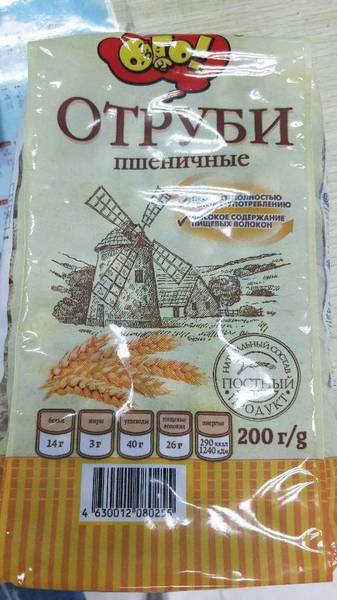 ОГО!
ОТРУБИ
пшеничные
ПОЛНОСТЬЮ
УПОТРЕБЛЕНИЮ
ВЫСОКОЕ СОДЕРЖАНИЕ
ПИЩЕВЫХ ВОЛОКОН
НАТУРАЛЬНЫЙ СОСТАВ
ПОСТНЫЙ
ПРОДУКТ
белки
14 г
жиры
3 г
углеводы
40 г
пищевые
волокна
26 г
энергия
290 ккал
1240 кДж
200 г/g
4 630012 080255